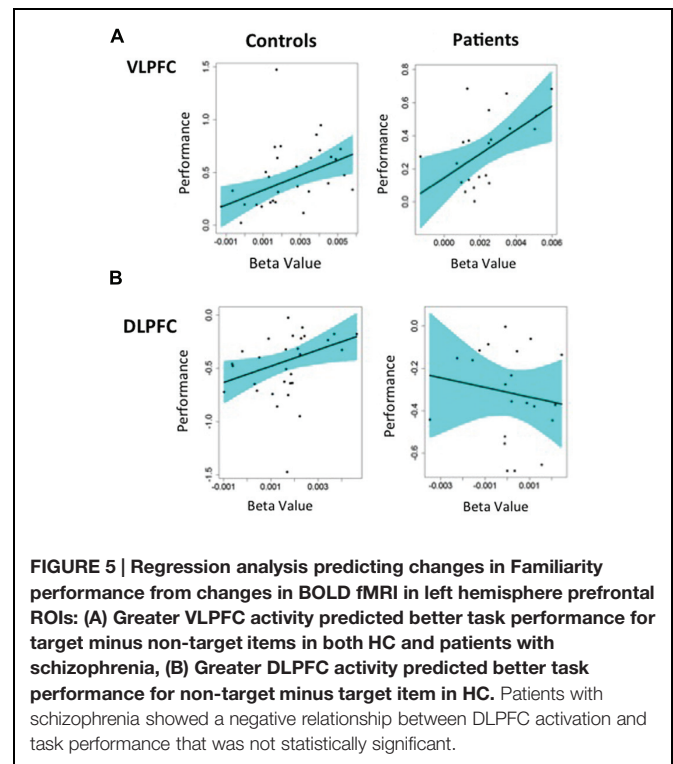 A
Controls
Patients
VLPFC
1.5
1.0
0.5
0.0
Performance
-0.001 0.001 0.003 0.005
Beta Value
0.8
0.6
0.4
0.2
0.0
Performance
0.000 0.002 0.004 0.006
Beta Value
B
DLPFC
0.0
-0.5
-1.0
-1.5
Performance
-0.001 0.001 0.003
Beta Value
0.0
-0.2
-0.4
-0.6
Performance
-0.003 -0.001 0.001
Beta Value
FIGURE 5 | Regression analysis predicting changes in Familiarity
performance from changes in BOLD fMRI in left hemisphere prefrontal
ROIs: (A) Greater VLPFC activity predicted better task performance for
target minus non-target items in both HC and patients with
schizophrenia, (B) Greater DLPFC activity predicted better task
performance for non-target minus target item in HC. Patients with
schizophrenia showed a negative relationship between DLPFC activation and
task performance that was not statistically significant.